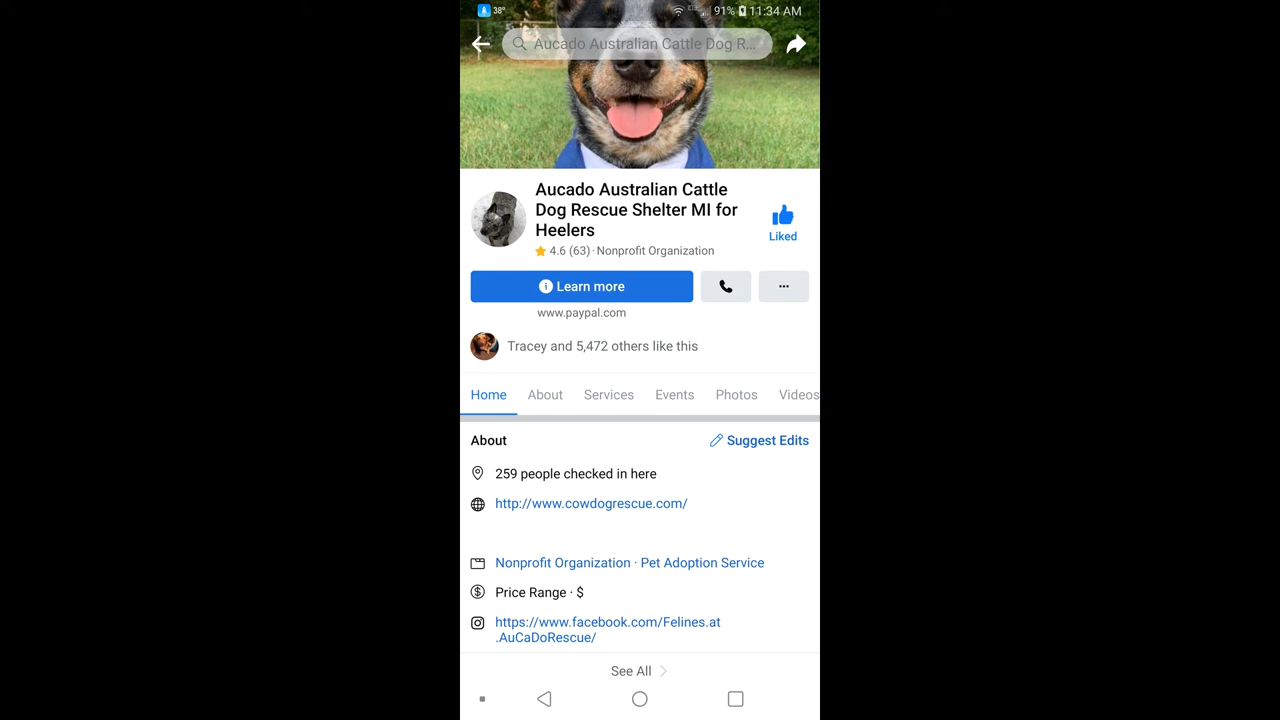 38°
91% 11:34 AM
Aucado Australian Cattle Dog R...
Aucado Australian Cattle
Dog Rescue Shelter MI for
Heelers
4.6 (63) · Nonprofit Organization
Liked
Learn more
www.paypal.com
Tracey and 5,472 others like this
Home About Services Events Photos Videos
About
Suggest Edits
259 people checked in here
http://www.cowdogrescue.com/
Nonprofit Organization · Pet Adoption Service
Price Range · $
https://www.facebook.com/Felines.at
.AuCaDoRescue/
See All